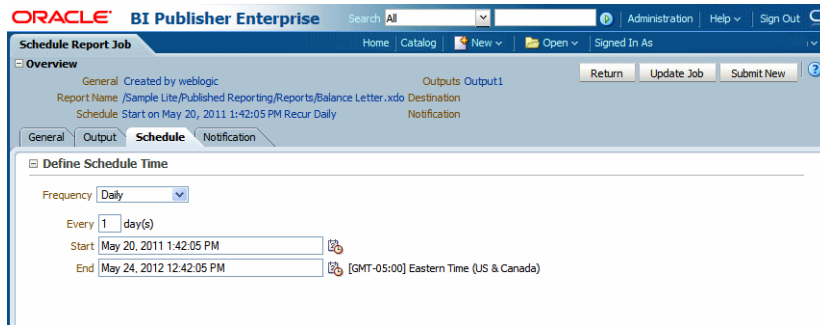 ORACLE BI Publisher Enterprise Search All Administration Help Sign Out
Schedule Report Job Home Catalog New Open Signed In As
Overview
General Created by weblogic Outputs Output1 Return Update Job Submit New
Report Name /Sample Lite/Published Reporting/Reports/Balance Letter.xdo Destination
Schedule Start on May 20, 2011 1:42:05 PM Recur Daily Notification
General Output Schedule Notification
Define Schedule Time
Frequency Daily
Every 1 day(s)
Start May 20, 2011 1:42:05 PM
End May 24, 2012 12:42:05 PM [GMT-05:00] Eastern Time (US & Canada)